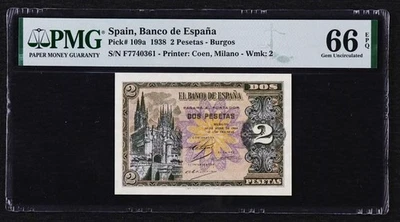 PMG
PAPER MONEY GUARANTY
Spain, Banco de España
Pick# 109a 1938 2 Pesetas - Burgos
S/N F7740361 - Printer: Coen, Milano - Wmk; 2
66 EPQ
Gem Uncirculated
2
DOS
EL BANCO DE ESPAÑA
DOS PESETAS
2
2
PESETAS